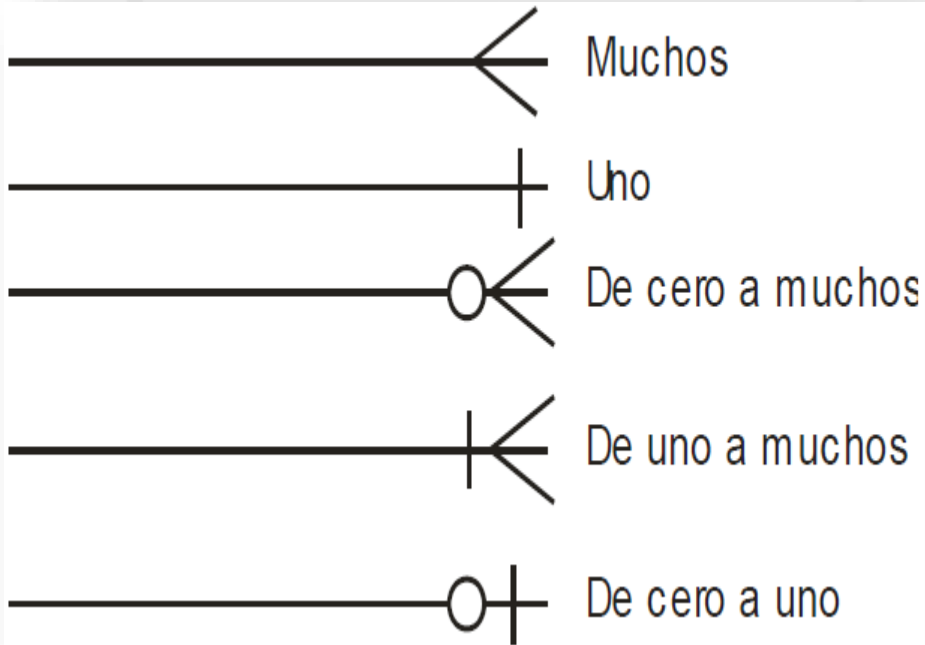 Muchos
Uno
De cero a muchos
De uno a muchos
De cero a uno